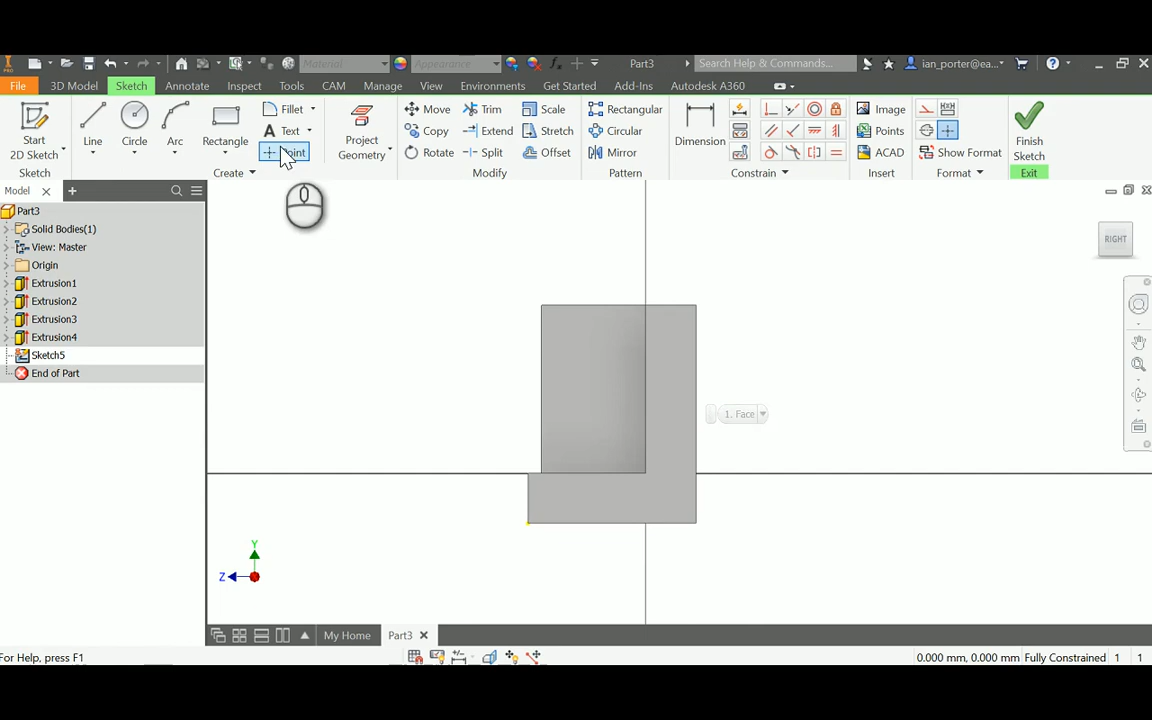 PRO Material Appearance fx Part3 Search Help & Commands... ian_porter@ea...
File 3D Model Sketch Annotate Inspect Tools CAM Manage View Environments Get Started Add-Ins Autodesk A360
Start 2D Sketch
Line
Circle
Arc
Rectangle
Fillet
Text
Point
Project Geometry
Move
Copy
Rotate
Trim
Extend
Split
Scale
Stretch
Offset
Rectangular
Circular
Mirror
Dimension
Image
Points
ACAD
Show Format
Finish Sketch
Sketch Create Modify Pattern Constrain Insert Format Exit
Model
Part3
Solid Bodies(1)
View: Master
Origin
Extrusion1
Extrusion2
Extrusion3
Extrusion4
Sketch5
End of Part
RIGHT
1. Face
Y
Z
My Home Part3
For Help, press F1 0.000 mm, 0.000 mm Fully Constrained 1 1